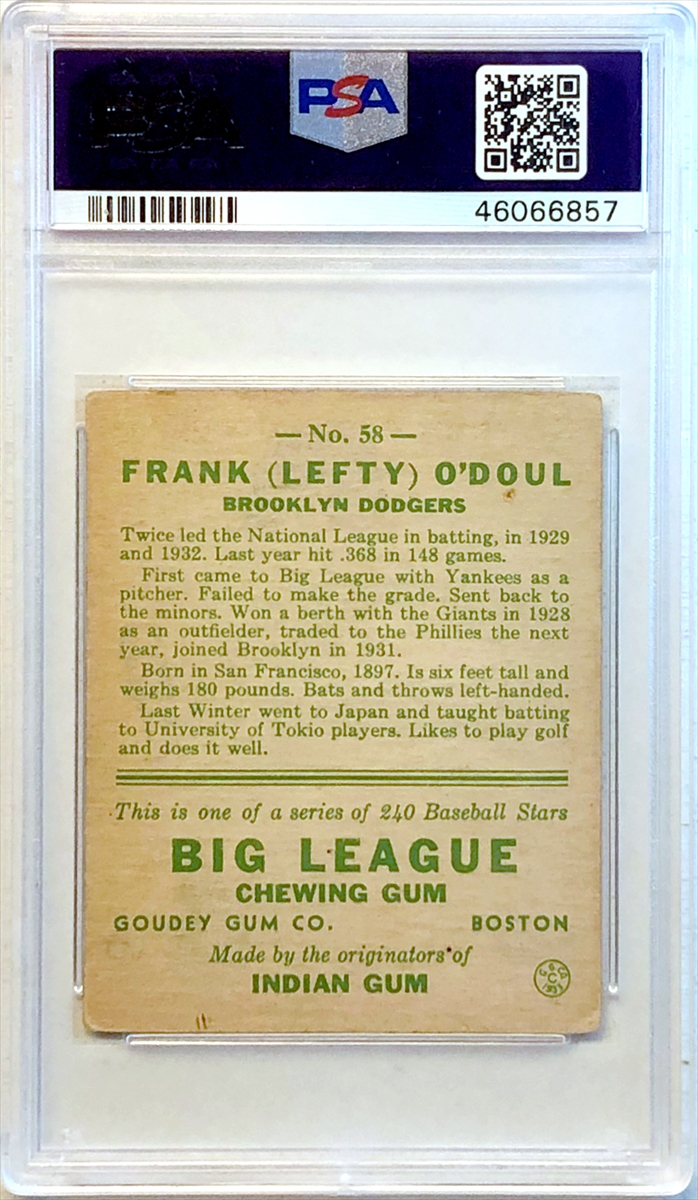 PSA
46066857
— No. 58 —
FRANK (LEFTY) O'DOUL
BROOKLYN DODGERS
Twice led the National League in batting, in 1929
and 1932. Last year hit .368 in 148 games.
First came to Big League with Yankees as a
pitcher. Failed to make the grade. Sent back to
the minors. Won a berth with the Giants in 1928
as an outfielder, traded to the Phillies the next
year, joined Brooklyn in 1931.
Born in San Francisco, 1897. Is six feet tall and
weighs 180 pounds. Bats and throws left-handed.
Last Winter went to Japan and taught batting
to University of Tokio players. Likes to play golf
and does it well.
This is one of a series of 240 Baseball Stars
BIG LEAGUE
CHEWING GUM
GOUDEY GUM CO. BOSTON
Made by the originators of
INDIAN GUM